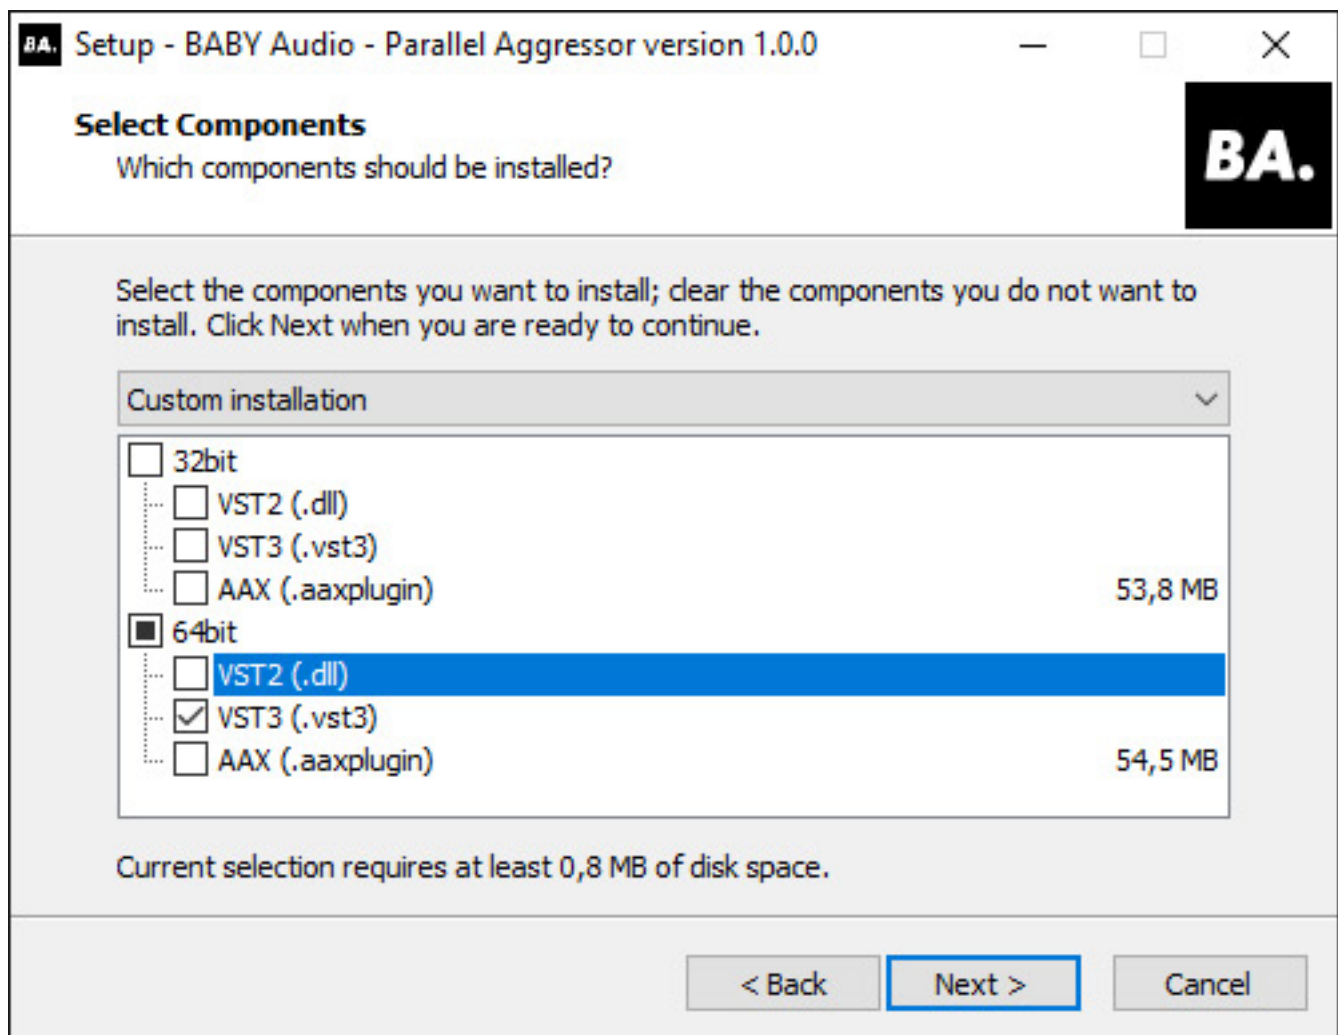 BA. Setup - BABY Audio - Parallel Aggressor version 1.0.0
Select Components
Which components should be installed?
BA.
Select the components you want to install; clear the components you do not want to
install. Click Next when you are ready to continue.
Custom installation
32bit
VST2 (.dll)
VST3 (.vst3)
AAX (.aaxplugin) 53,8 MB
64bit
VST2 (.dll)
VST3 (.vst3)
AAX (.aaxplugin) 54,5 MB
Current selection requires at least 0,8 MB of disk space.
< Back Next > Cancel